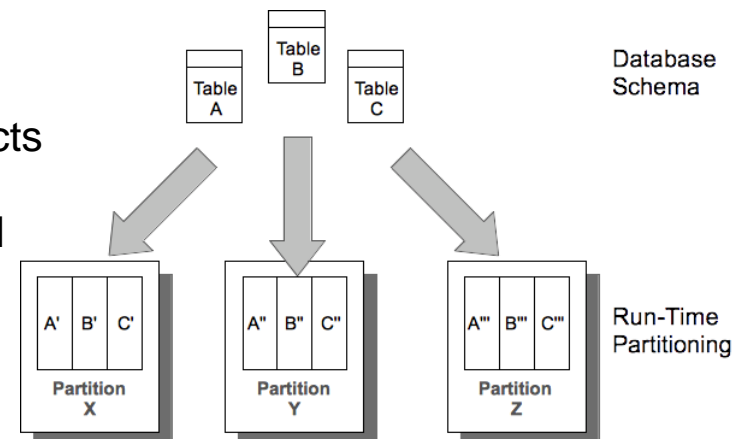 Table
B
Table
A
Table
C
Database
Schema
cts
A' B' C'
Partition
X
A" B" C"
Partition
Y
A'" B'" C'"
Partition
Z
Run-Time
Partitioning